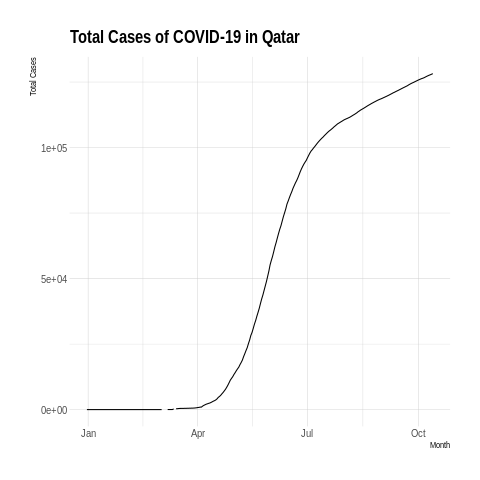 Total Cases of COVID-19 in Qatar
Total Cases
1e+05
5e+04
0e+00
Jan Apr Jul Oct
Month